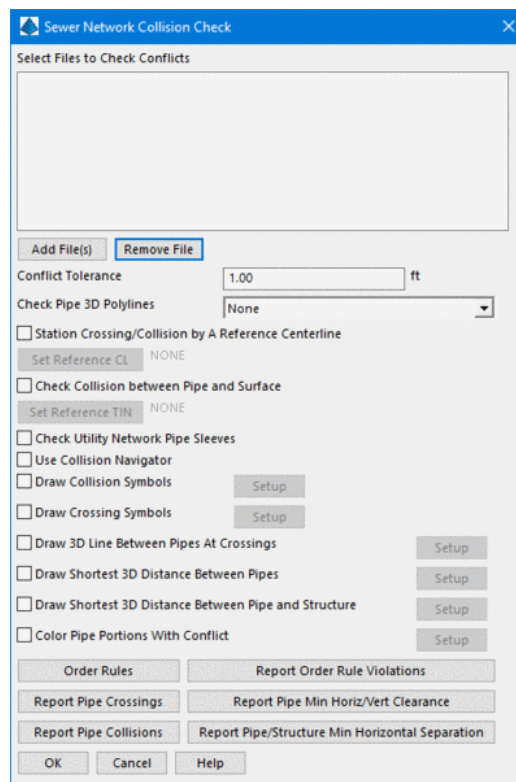 Sewer Network Collision Check
Select Files to Check Conflicts
Add File(s) Remove File
Conflict Tolerance 1.00 ft
Check Pipe 3D Polylines None
Station Crossing/Collision by A Reference Centerline
Set Reference CL NONE
Check Collision between Pipe and Surface
Set Reference TIN NONE
Check Utility Network Pipe Sleeves
Use Collision Navigator
Draw Collision Symbols Setup
Draw Crossing Symbols Setup
Draw 3D Line Between Pipes At Crossings Setup
Draw Shortest 3D Distance Between Pipes Setup
Draw Shortest 3D Distance Between Pipe and Structure Setup
Color Pipe Portions With Conflict Setup
Order Rules Report Order Rule Violations
Report Pipe Crossings Report Pipe Min Horiz/Vert Clearance
Report Pipe Collisions Report Pipe/Structure Min Horizontal Separation
OK Cancel Help